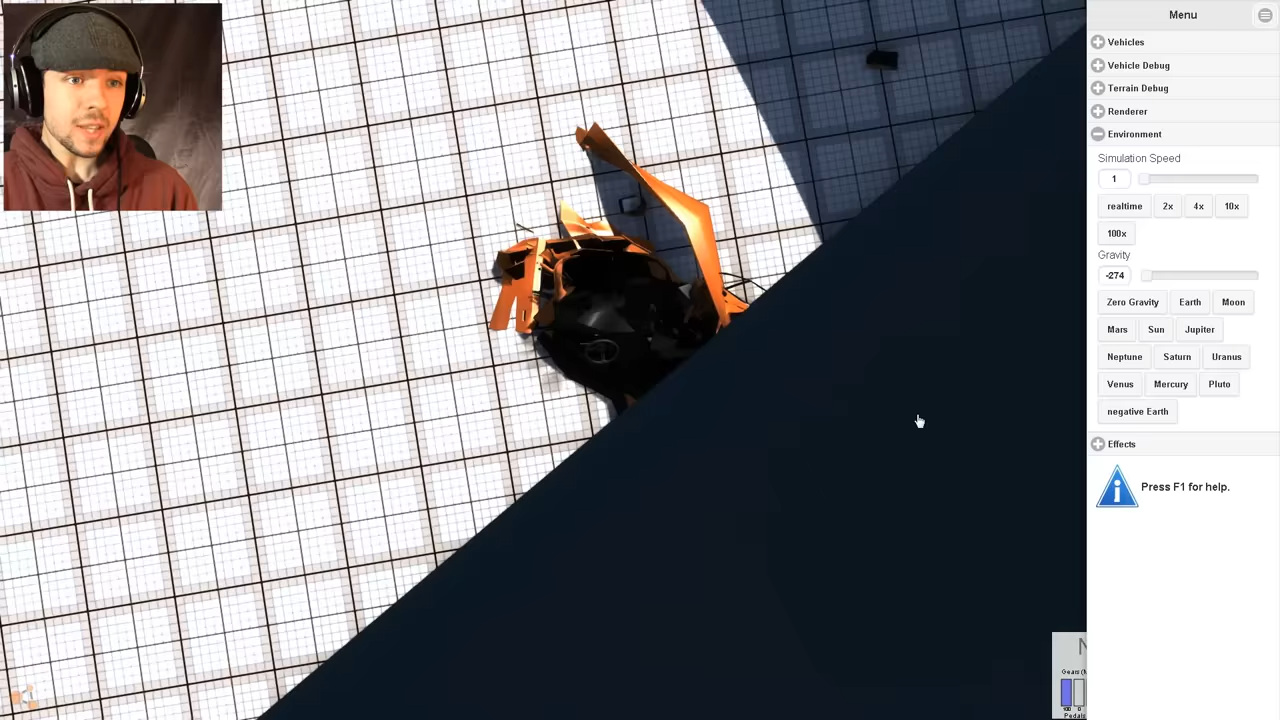 Menu
Vehicles
Vehicle Debug
Terrain Debug
Renderer
Environment
Simulation Speed
1
realtime 2x 4x 10x
100x
Gravity
-274
Zero Gravity Earth Moon
Mars Sun Jupiter
Neptune Saturn Uranus
Venus Mercury Pluto
negative Earth
Effects
Press F1 for help.
N
Gears (
Pedals